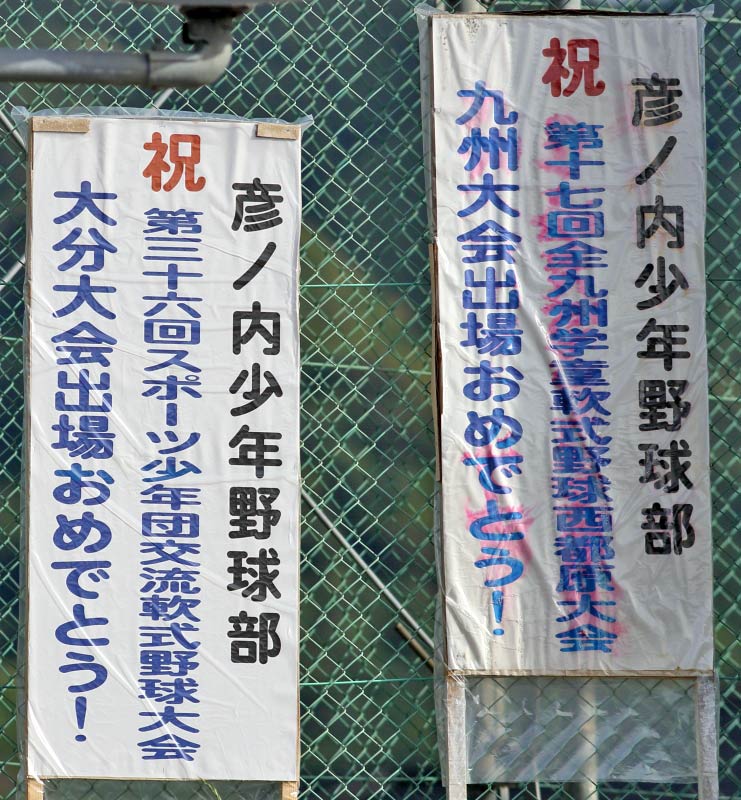 彦ノ内少年野球部
祝
第十七回全九州学童軟式野球西都原大会
九州大会出場おめでとう！
彦ノ内少年野球部
祝
第三十六回スポーツ少年団交流軟式野球大会
大分大会出場おめでとう！